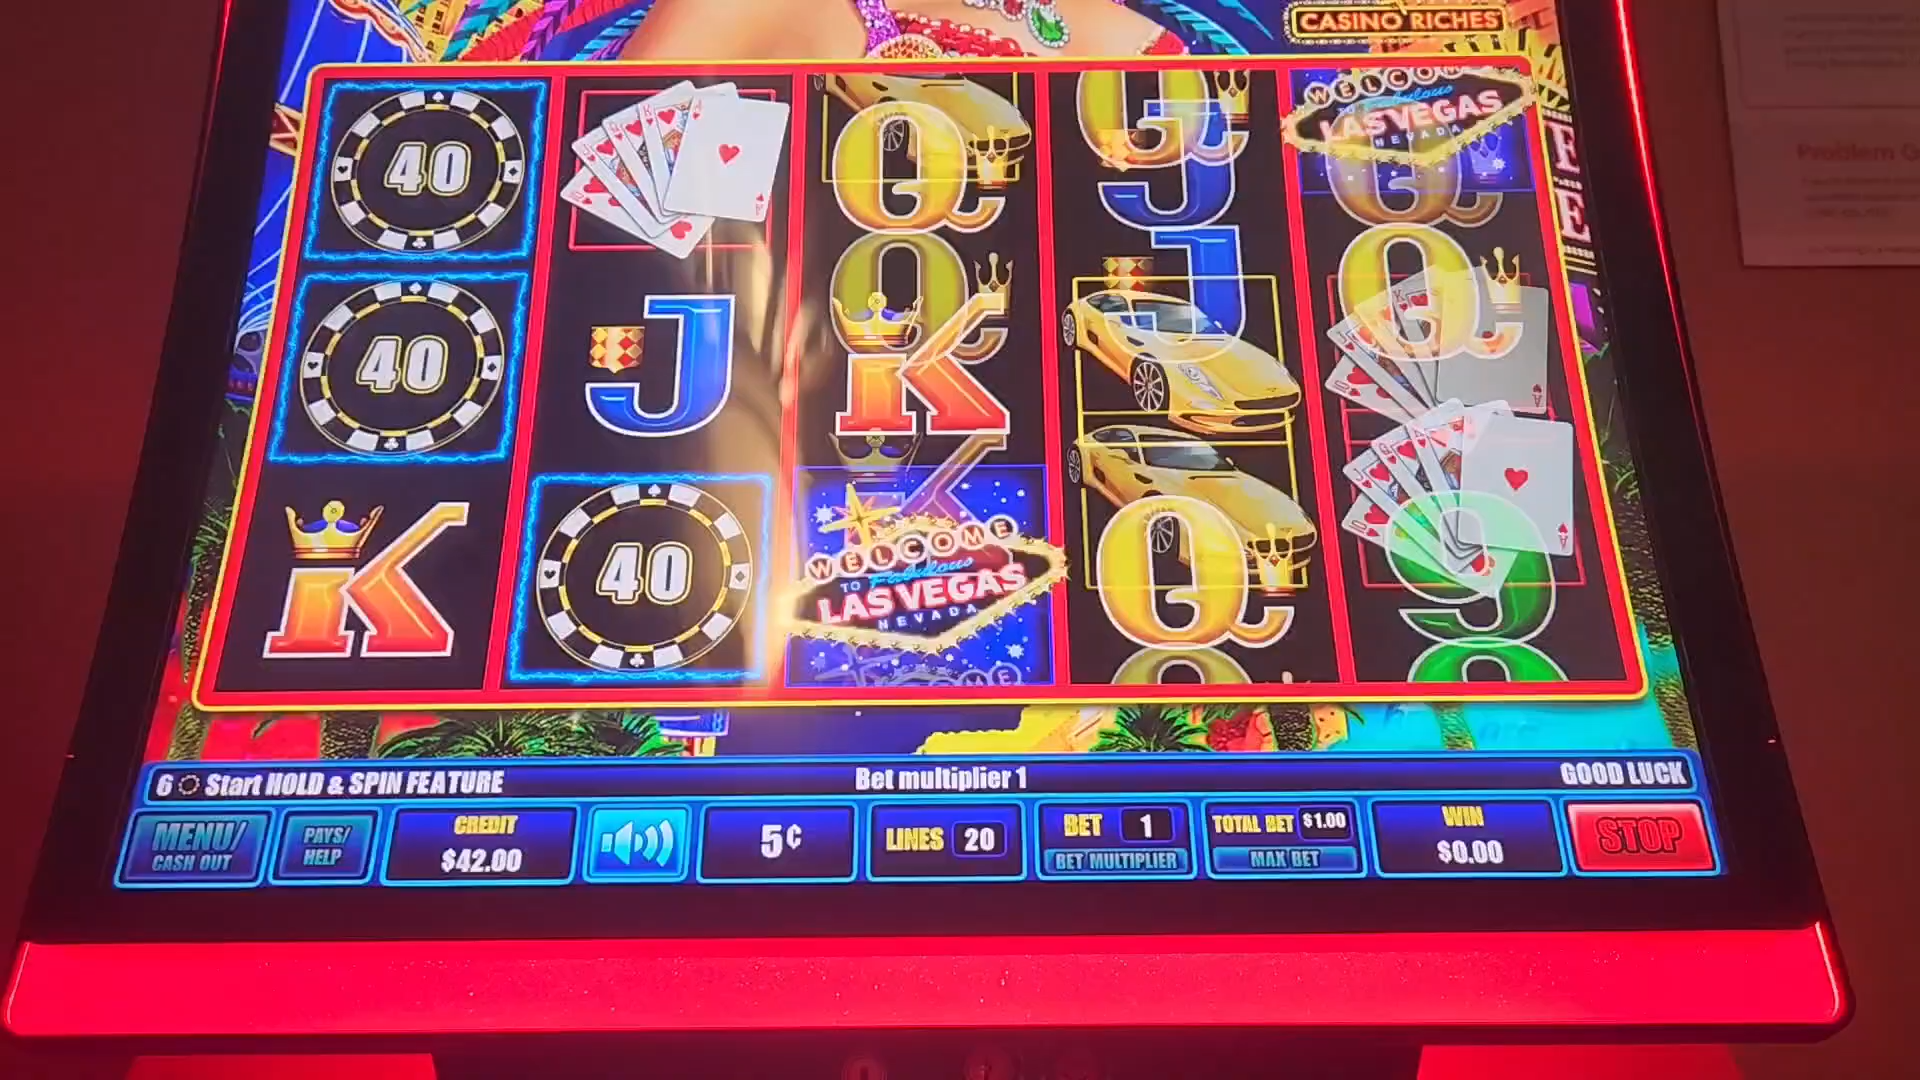 CASINO RICHES
40
WELCOME
TO Fabulous
LAS VEGAS
NEVADA
Q
J
E
E
Problem G
40
J
K
Q
J
K
40
WELCOME
TO Fabulous
LAS VEGAS
NEVADA
Q
9
6 Start HOLD & SPIN FEATURE
Bet multiplier 1
GOOD LUCK
MENU/
CASH OUT
PAYS/
HELP
CREDIT
$42.00
5¢
LINES 20
BET 1
BET MULTIPLIER
TOTAL BET $1.00
MAX BET
WIN
$0.00
STOP